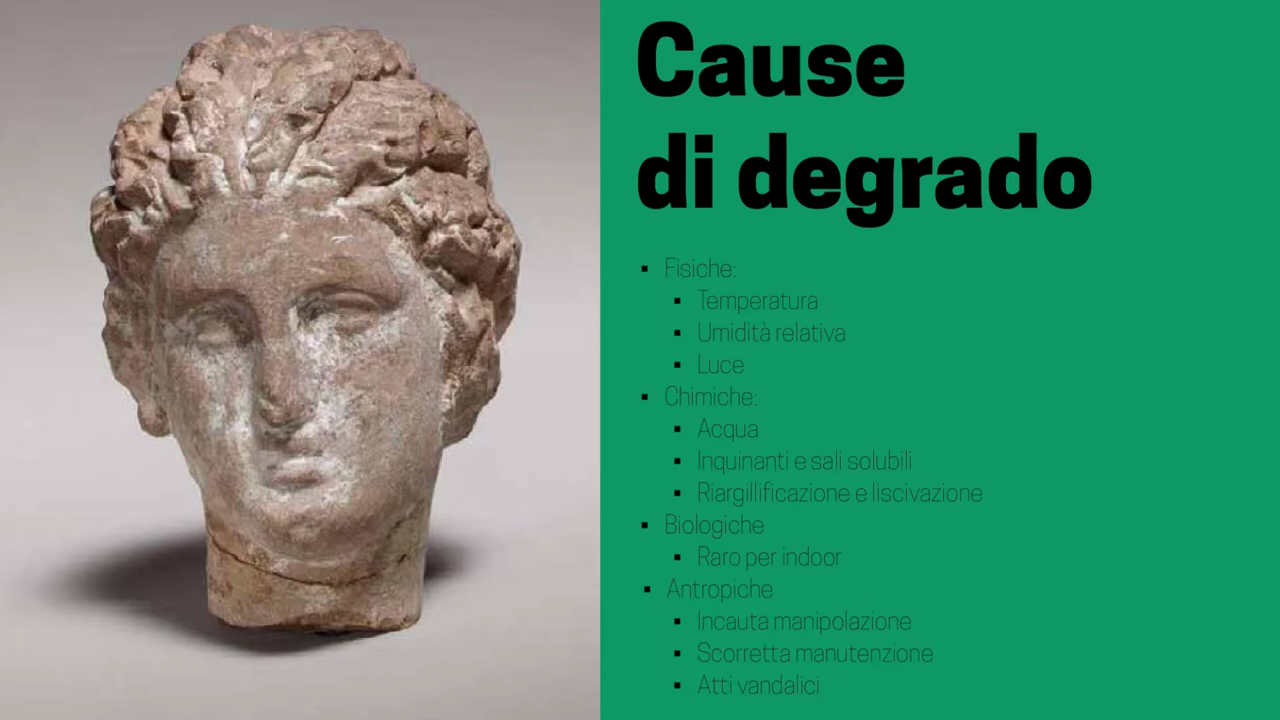 Cause
di degrado
▪ Fisiche:
▪ Temperatura
▪ Umidità relativa
▪ Luce
▪ Chimiche:
▪ Acqua
▪ Inquinanti e sali solubili
▪ Riargillificazione e liscivazione
▪ Biologiche
▪ Raro per indoor
▪ Antropiche
▪ Incauta manipolazione
▪ Scorretta manutenzione
▪ Atti vandalici